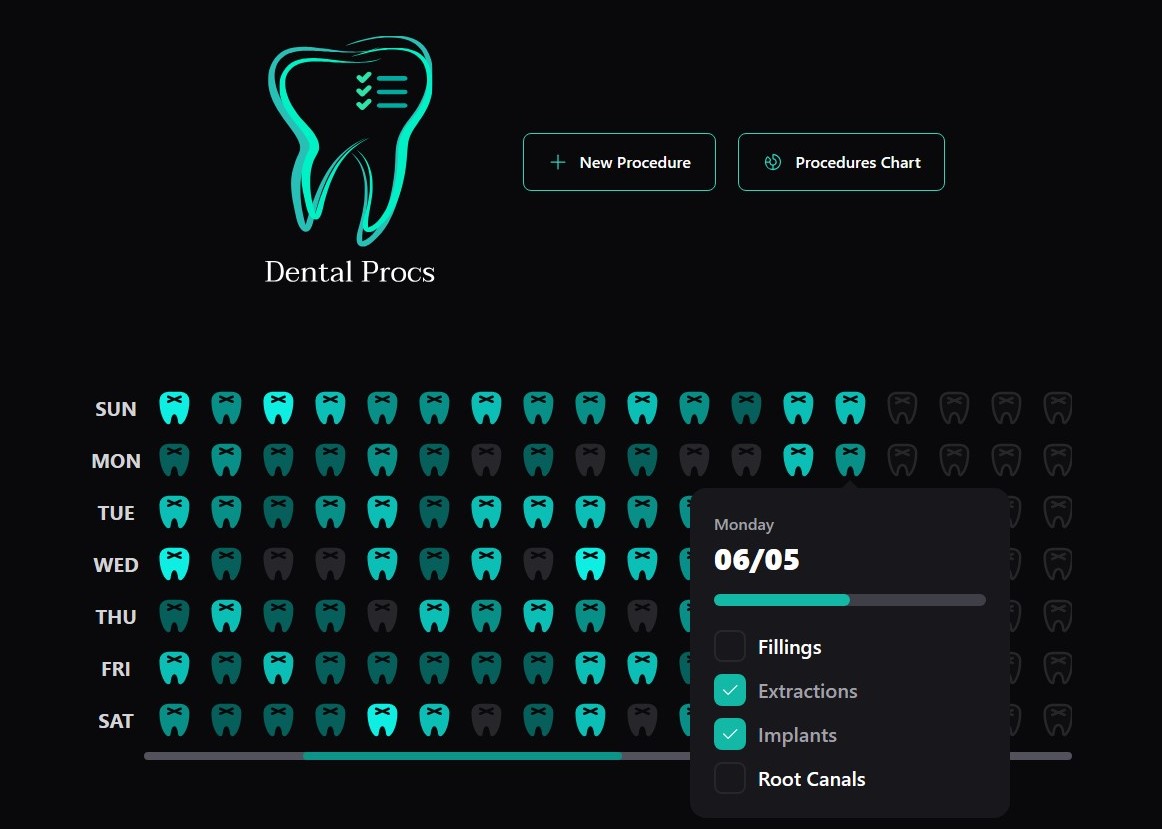 New Procedure
Procedures Chart
Dental Procs
SUN
MON
TUE
WED
THU
FRI
SAT
Monday
06/05
Fillings
Extractions
Implants
Root Canals